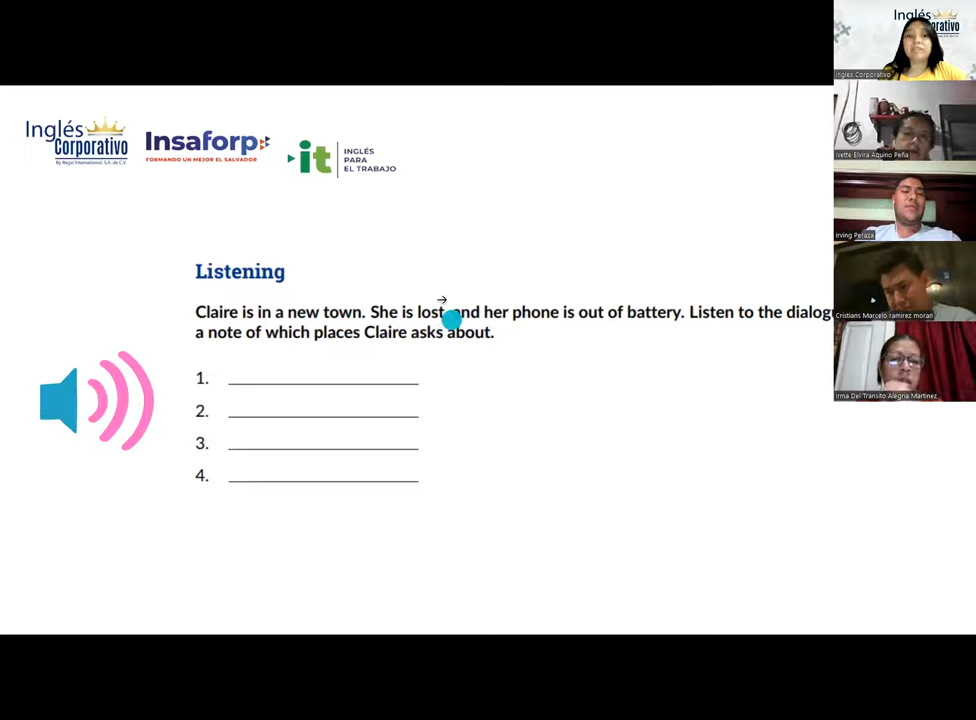 Inglés
Corporativo
By Regal International, S.A. de C.V.
Insaforp
FORMANDO UN MEJOR EL SALVADOR
it
INGLÉS
PARA
EL TRABAJO
Listening
Claire is in a new town. She is lost and her phone is out of battery. Listen to the dialogu
a note of which places Claire asks about.
1.
2.
3.
4.
Inglés
Ingles Corporativo
Ivette Elvira Aquino Peña
Irving Peraza
Cristians Marcelo ramirez moran
Irma Del Transito Alegria Martinez